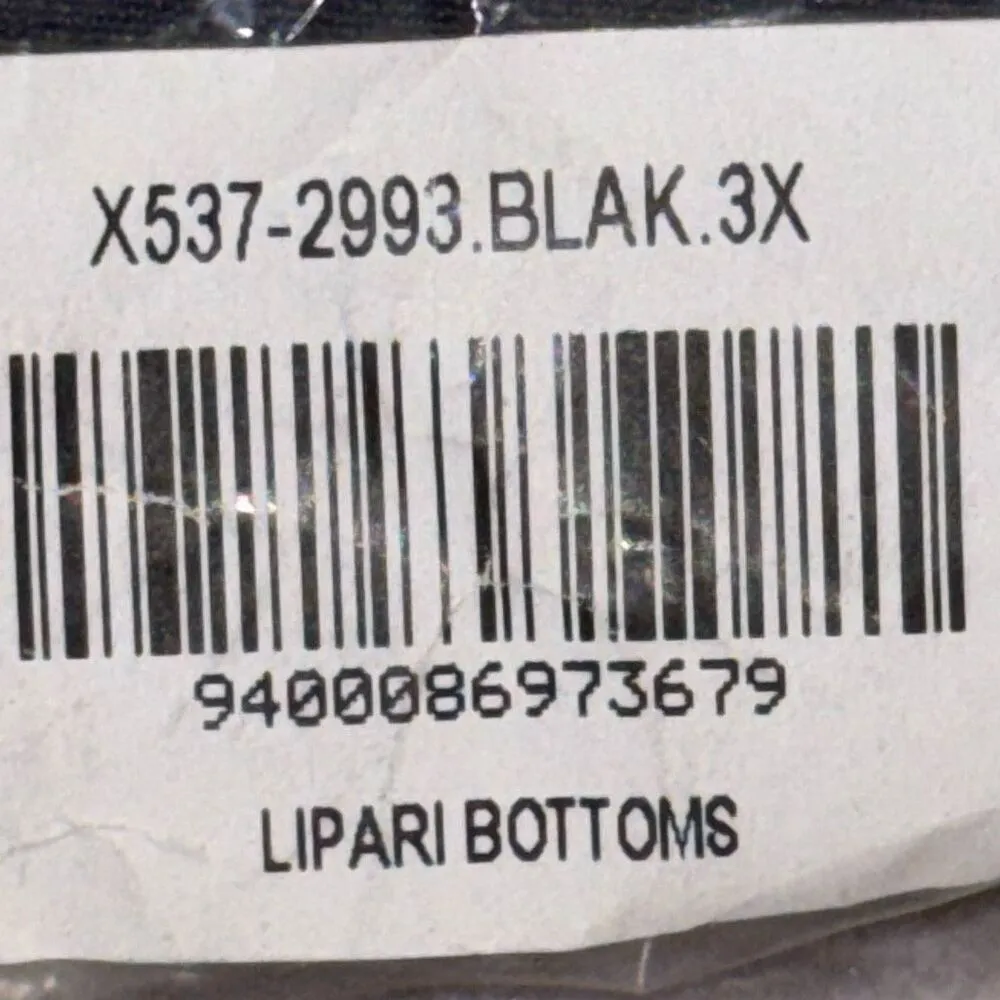 X537-2993.BLAK.3X
9400086973679
LIPARI BOTTOMS